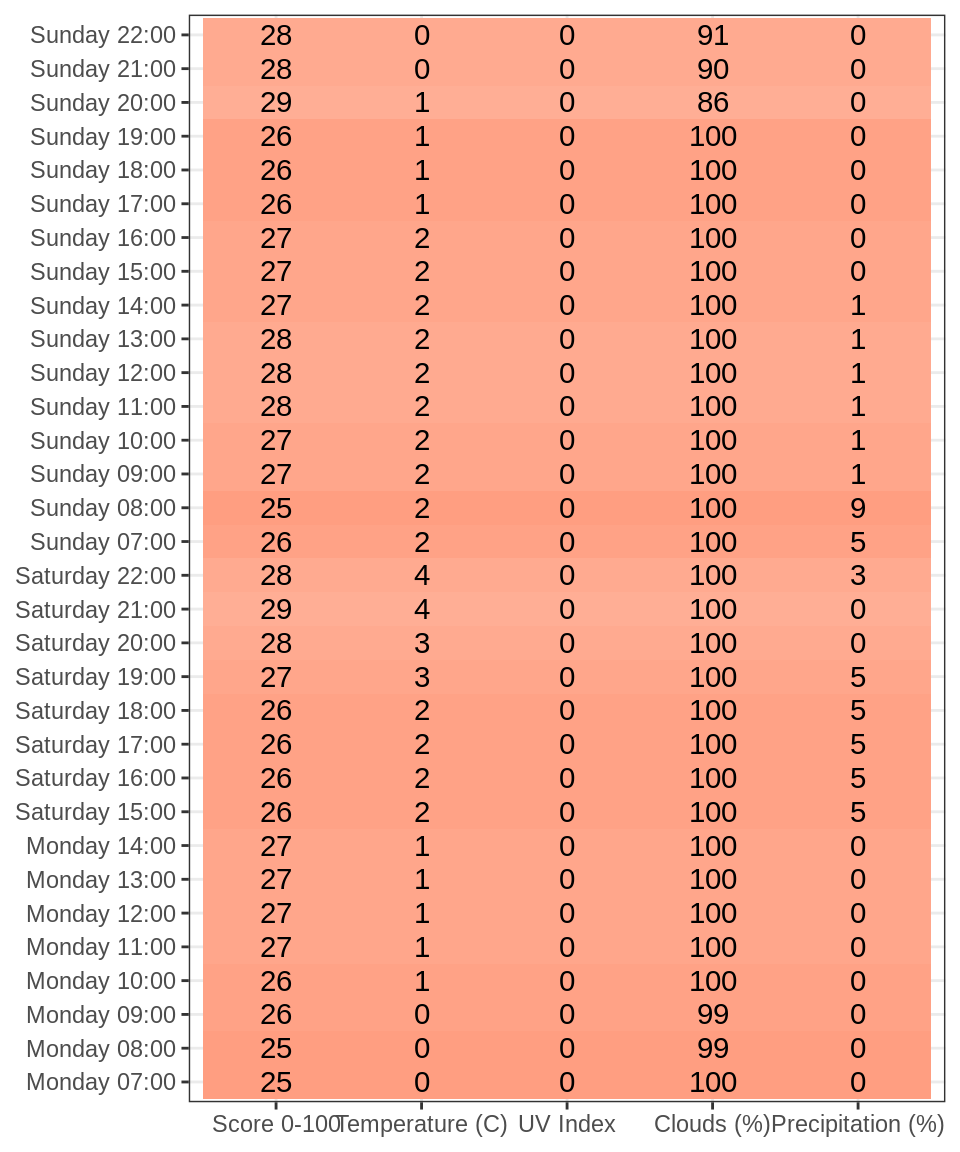 Sunday 22:00 28 0 0 91 0
Sunday 21:00 28 0 0 90 0
Sunday 20:00 29 1 0 86 0
Sunday 19:00 26 1 0 100 0
Sunday 18:00 26 1 0 100 0
Sunday 17:00 26 1 0 100 0
Sunday 16:00 27 2 0 100 0
Sunday 15:00 27 2 0 100 0
Sunday 14:00 27 2 0 100 1
Sunday 13:00 28 2 0 100 1
Sunday 12:00 28 2 0 100 1
Sunday 11:00 28 2 0 100 1
Sunday 10:00 27 2 0 100 1
Sunday 09:00 27 2 0 100 1
Sunday 08:00 25 2 0 100 9
Sunday 07:00 26 2 0 100 5
Saturday 22:00 28 4 0 100 3
Saturday 21:00 29 4 0 100 0
Saturday 20:00 28 3 0 100 0
Saturday 19:00 27 3 0 100 5
Saturday 18:00 26 2 0 100 5
Saturday 17:00 26 2 0 100 5
Saturday 16:00 26 2 0 100 5
Saturday 15:00 26 2 0 100 5
Monday 14:00 27 1 0 100 0
Monday 13:00 27 1 0 100 0
Monday 12:00 27 1 0 100 0
Monday 11:00 27 1 0 100 0
Monday 10:00 26 1 0 100 0
Monday 09:00 26 0 0 99 0
Monday 08:00 25 0 0 99 0
Monday 07:00 25 0 0 100 0
Score 0-100 Temperature (C) UV Index Clouds (%) Precipitation (%)